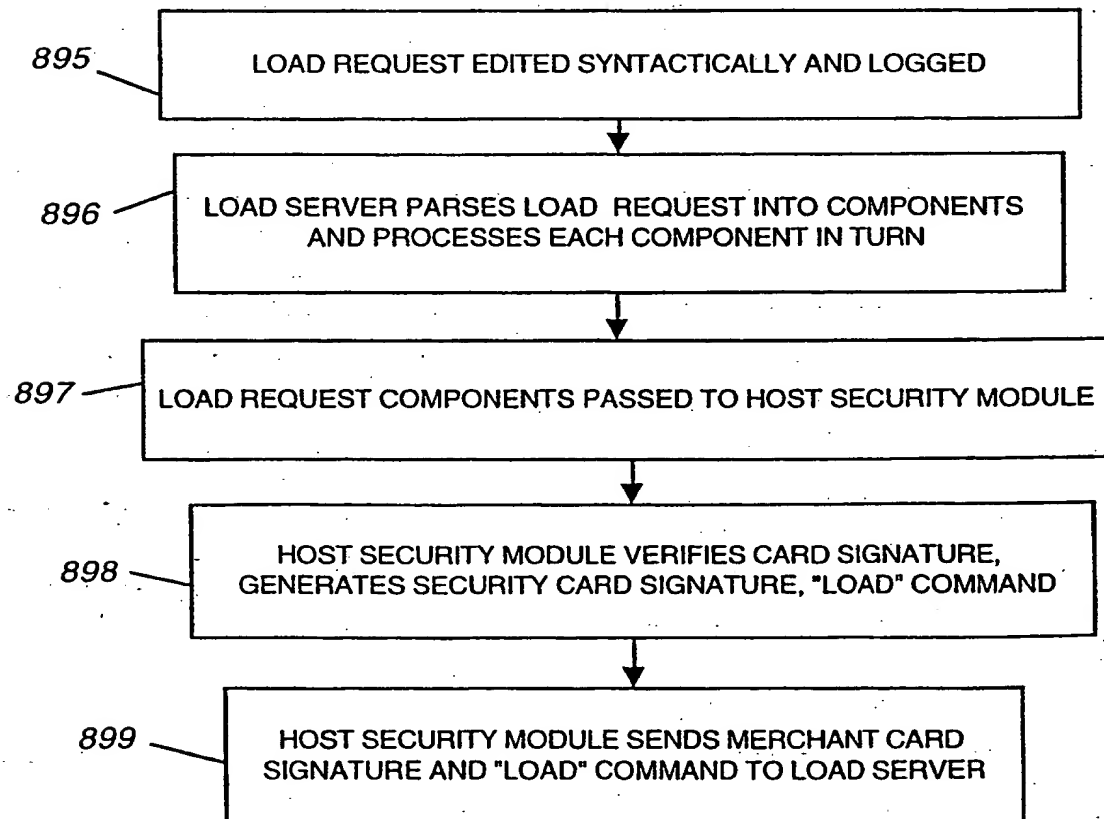 895
LOAD REQUEST EDITED SYNTACTICALLY AND LOGGED
896
LOAD SERVER PARSES LOAD REQUEST INTO COMPONENTS
AND PROCESSES EACH COMPONENT IN TURN
897
LOAD REQUEST COMPONENTS PASSED TO HOST SECURITY MODULE
898
HOST SECURITY MODULE VERIFIES CARD SIGNATURE,
GENERATES SECURITY CARD SIGNATURE, "LOAD" COMMAND
899
HOST SECURITY MODULE SENDS MERCHANT CARD
SIGNATURE AND "LOAD" COMMAND TO LOAD SERVER